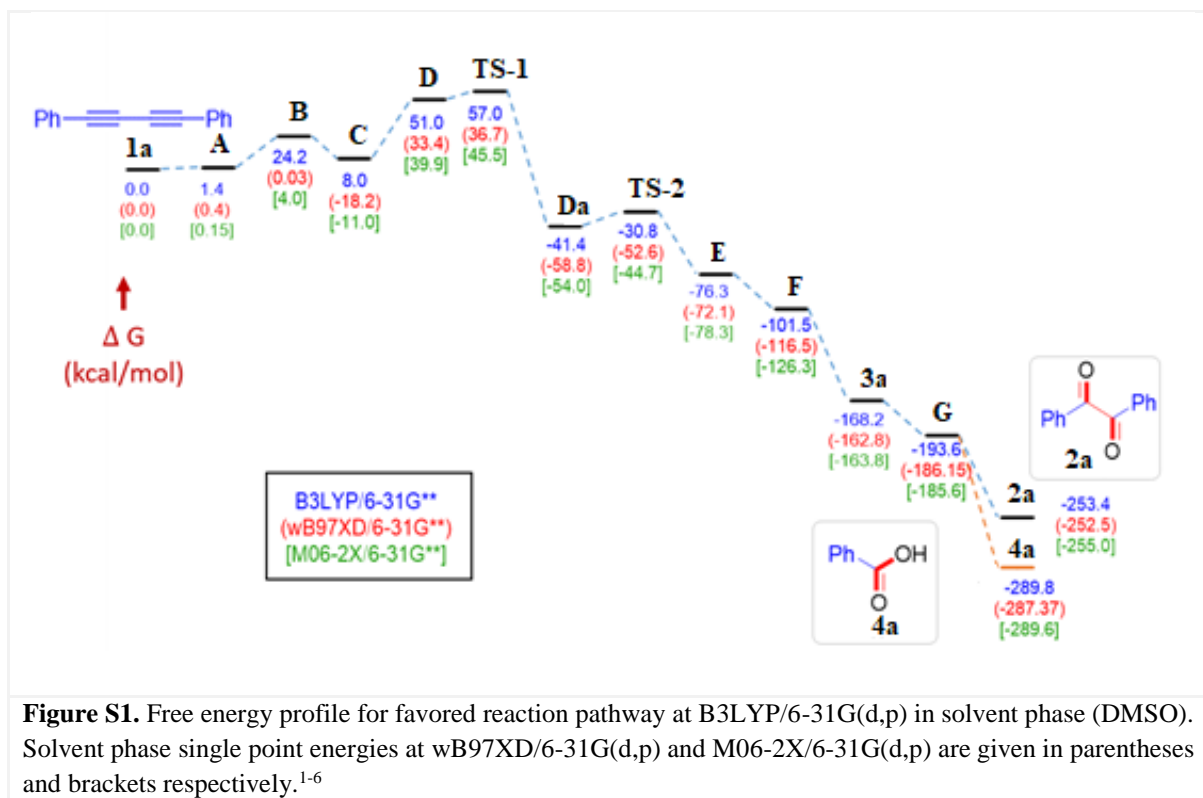 Ph
Ph
1a
0.0
(0.0)
[0.0]
A
1.4
(0.4)
[0.15]
B
24.2
(0.03)
[4.0]
C
8.0
(-18.2)
[-11.0]
D
51.0
(33.4)
[39.9]
TS-1
57.0
(36.7)
[45.5]
Da
-41.4
(-58.8)
[-54.0]
TS-2
-30.8
(-52.6)
[-44.7]
E
-76.3
(-72.1)
[-78.3]
F
-101.5
(-116.5)
[-126.3]
3a
-168.2
(-162.8)
[-163.8]
G
-193.6
(-186.15)
[-185.6]
2a
-253.4
(-252.5)
[-255.0]
4a
-289.8
(-287.37)
[-289.6]
O
Ph
Ph
O
2a
Ph
OH
O
4a
Δ G
(kcal/mol)
B3LYP/6-31G**
(wB97XD/6-31G**)
[M06-2X/6-31G**]
Figure S1. Free energy profile for favored reaction pathway at B3LYP/6-31G(d,p) in solvent phase (DMSO).
Solvent phase single point energies at wB97XD/6-31G(d,p) and M06-2X/6-31G(d,p) are given in parentheses
and brackets respectively.1-6